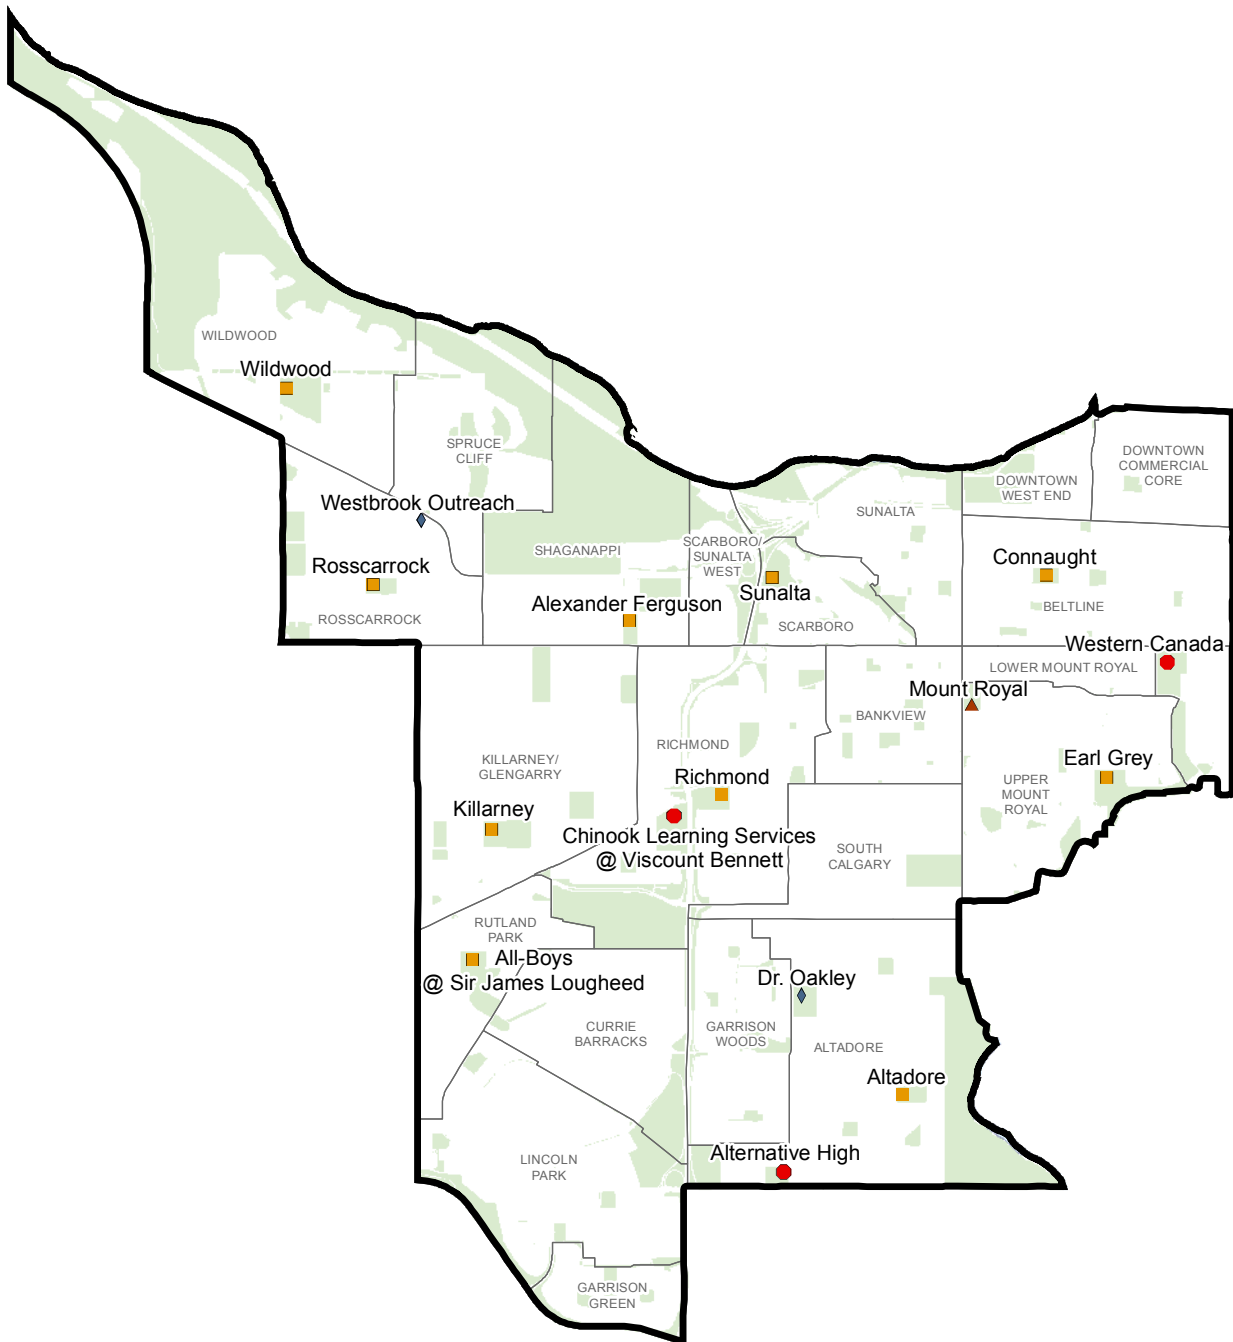 WILDWOOD
Wildwood
SPRUCE
CLIFF
DOWNTOWN
COMMERCIAL
CORE
DOWNTOWN
WEST END
Westbrook Outreach
SUNALTA
SHAGANAPPI
SCARBORO/
SUNALTA
WEST
Connaught
Rosscarrock
Sunalta
Alexander Ferguson
BELTLINE
ROSSCARROCK
SCARBORO
Western Canada
LOWER MOUNT ROYAL
Mount Royal
BANKVIEW
RICHMOND
KILLARNEY/
GLENGARRY
Earl Grey
Richmond
UPPER
MOUNT
ROYAL
Killarney
Chinook Learning Services
@ Viscount Bennett
SOUTH
CALGARY
RUTLAND
PARK
All-Boys
@ Sir James Lougheed
Dr. Oakley
CURRIE
BARRACKS
GARRISON
WOODS
ALTADORE
Altadore
Alternative High
LINCOLN
PARK
GARRISON
GREEN